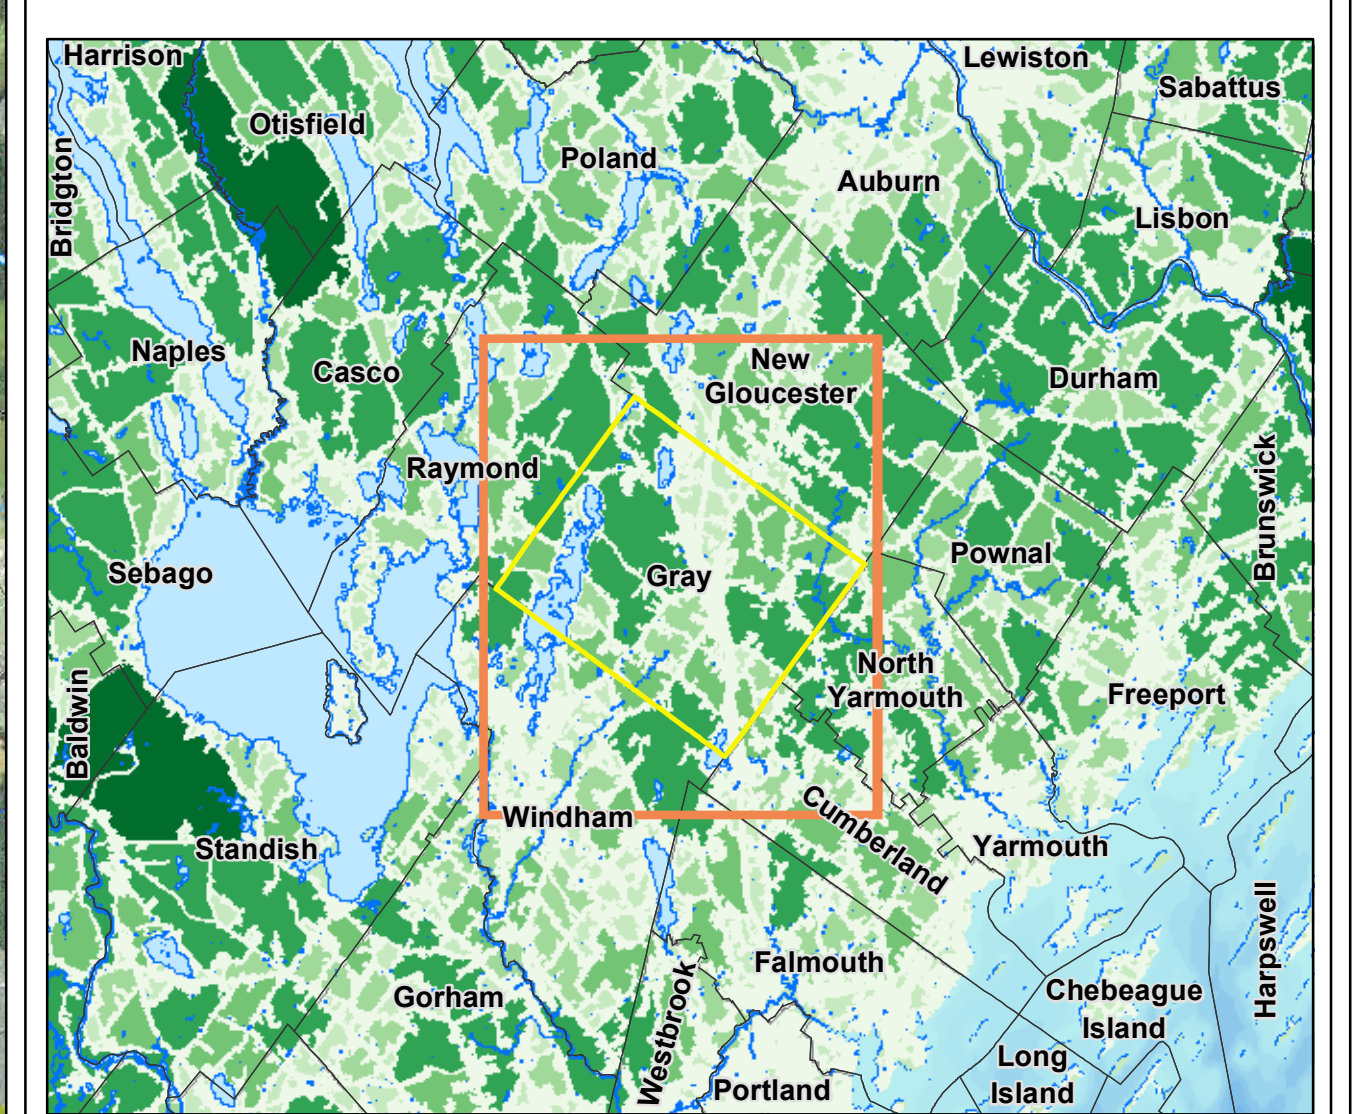 Harrison
Lewiston
Sabattus
Otisfield
Poland
Auburn
Bridgton
Lisbon
Naples
Casco
New
Gloucester
Durham
Raymond
Brunswick
Sebago
Gray
Pownal
North
Yarmouth
Freeport
Baldwin
Windham
Cumberland
Standish
Yarmouth
Harpswell
Falmouth
Gorham
Westbrook
Chebeague
Island
Long
Island
Portland